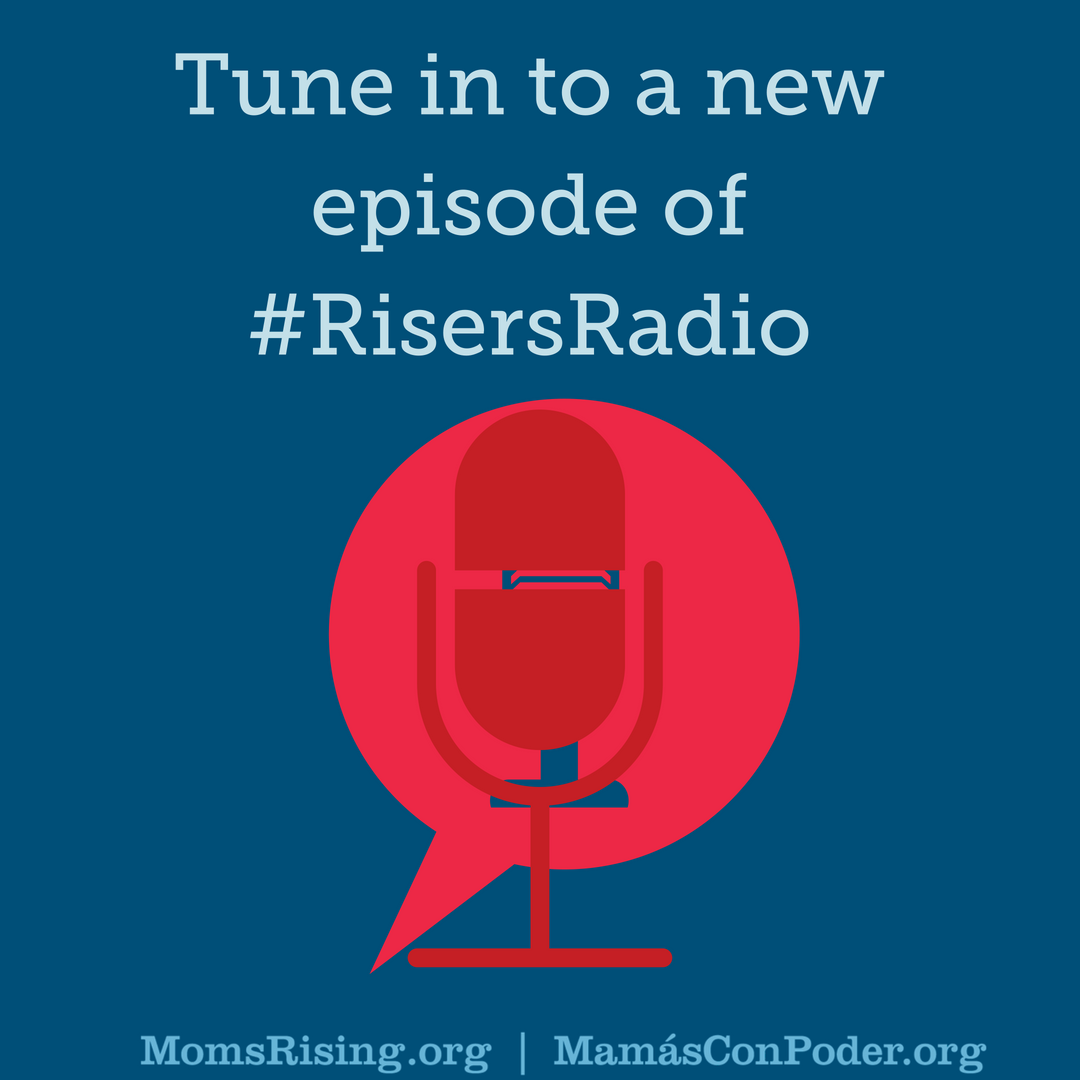 Tune in to a new
episode of
#RisersRadio
MomsRising.org | MamásConPoder.org